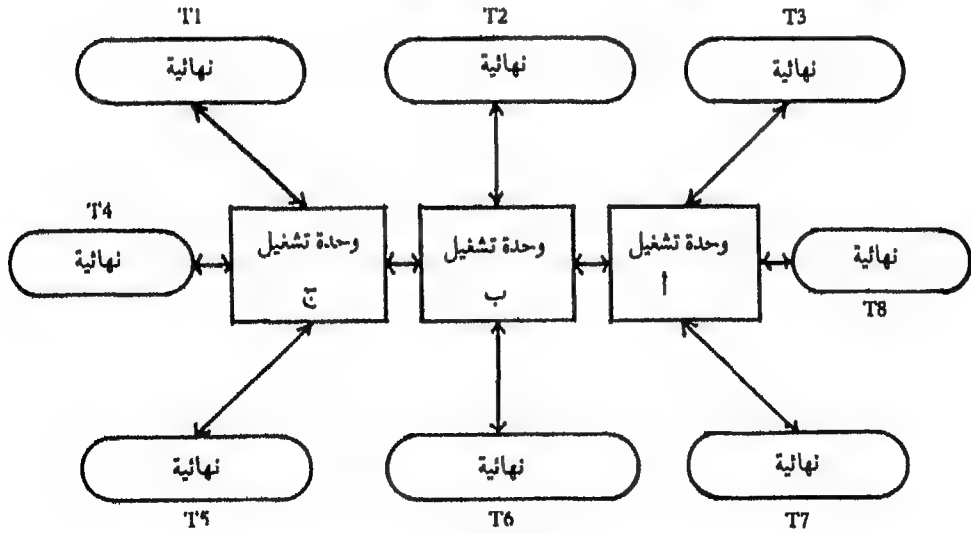 T1
T2
T3
نهائية
نهائية
نهائية
T4
نهائية
وحدة تشغيل
ج
وحدة تشغيل
ب
وحدة تشغيل
أ
نهائية
T8
نهائية
نهائية
نهائية
T5
T6
T7